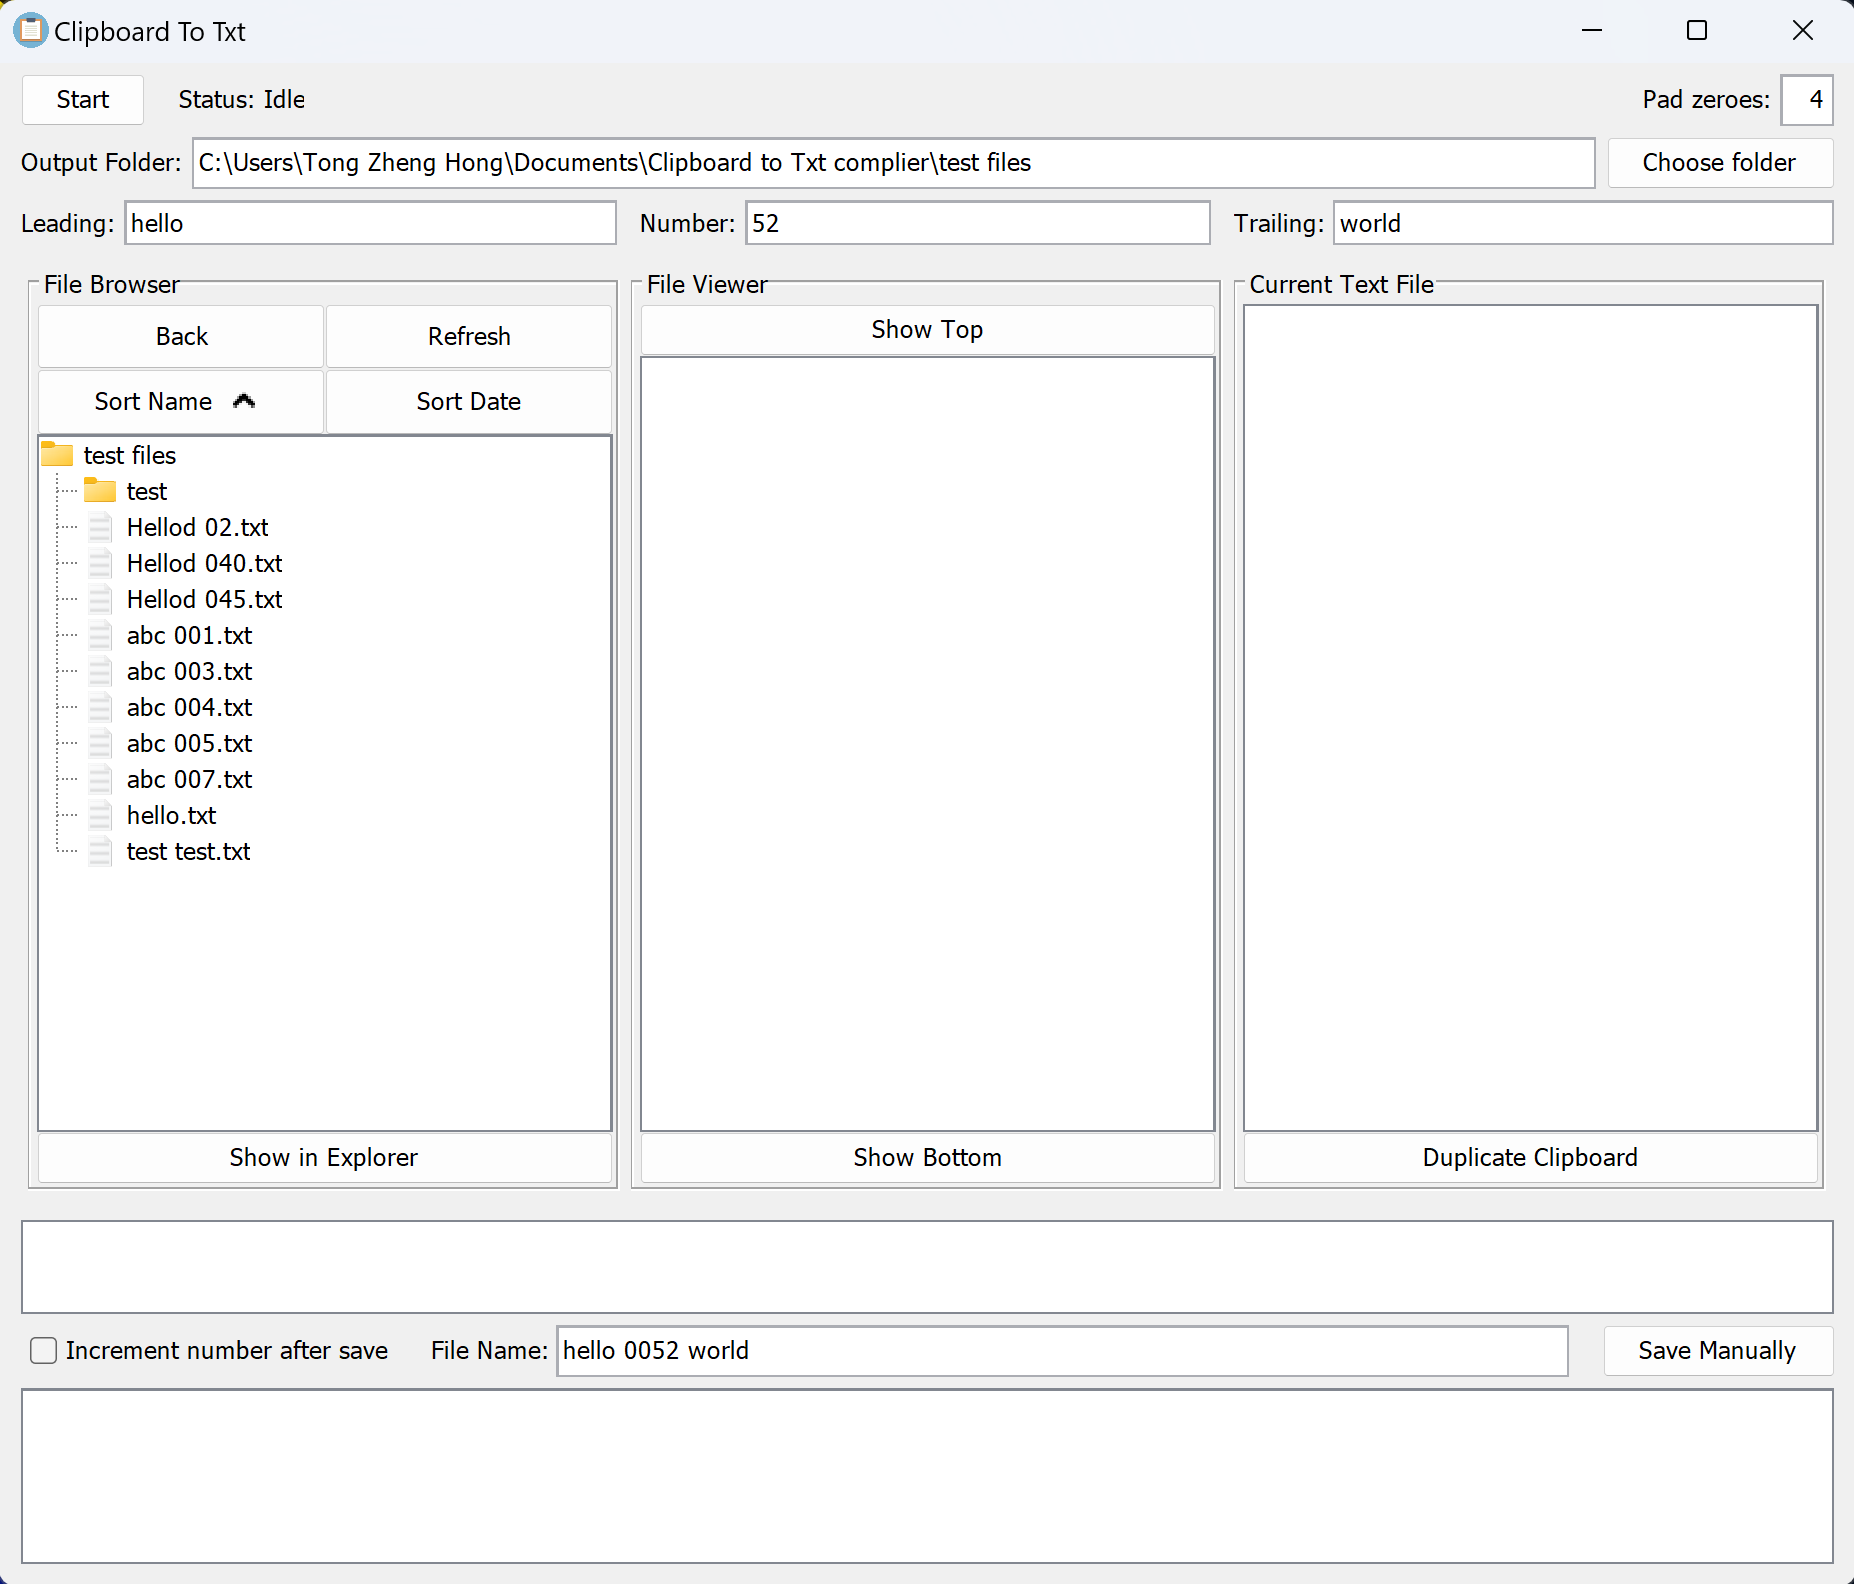 Clipboard To Txt
Start Status: Idle Pad zeroes: 4
Output Folder: C:\Users\Tong Zheng Hong\Documents\Clipboard to Txt complier\test files Choose folder
Leading: hello Number: 52 Trailing: world
File Browser File Viewer Current Text File
Back Refresh Show Top
Sort Name Sort Date
test files
test
Hellod 02.txt
Hellod 040.txt
Hellod 045.txt
abc 001.txt
abc 003.txt
abc 004.txt
abc 005.txt
abc 007.txt
hello.txt
test test.txt
Show in Explorer Show Bottom Duplicate Clipboard
Increment number after save File Name: hello 0052 world Save Manually